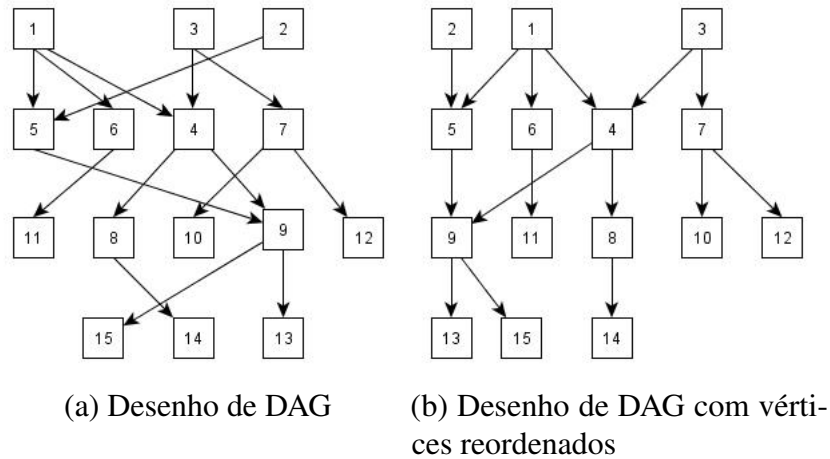 1 3 2
5 6 4 7
11 8 10 9 12
15 14 13
(a) Desenho de DAG
2 1 3
5 6 4 7
9 11 8 10 12
13 15 14
(b) Desenho de DAG com vérti-
ces reordenados